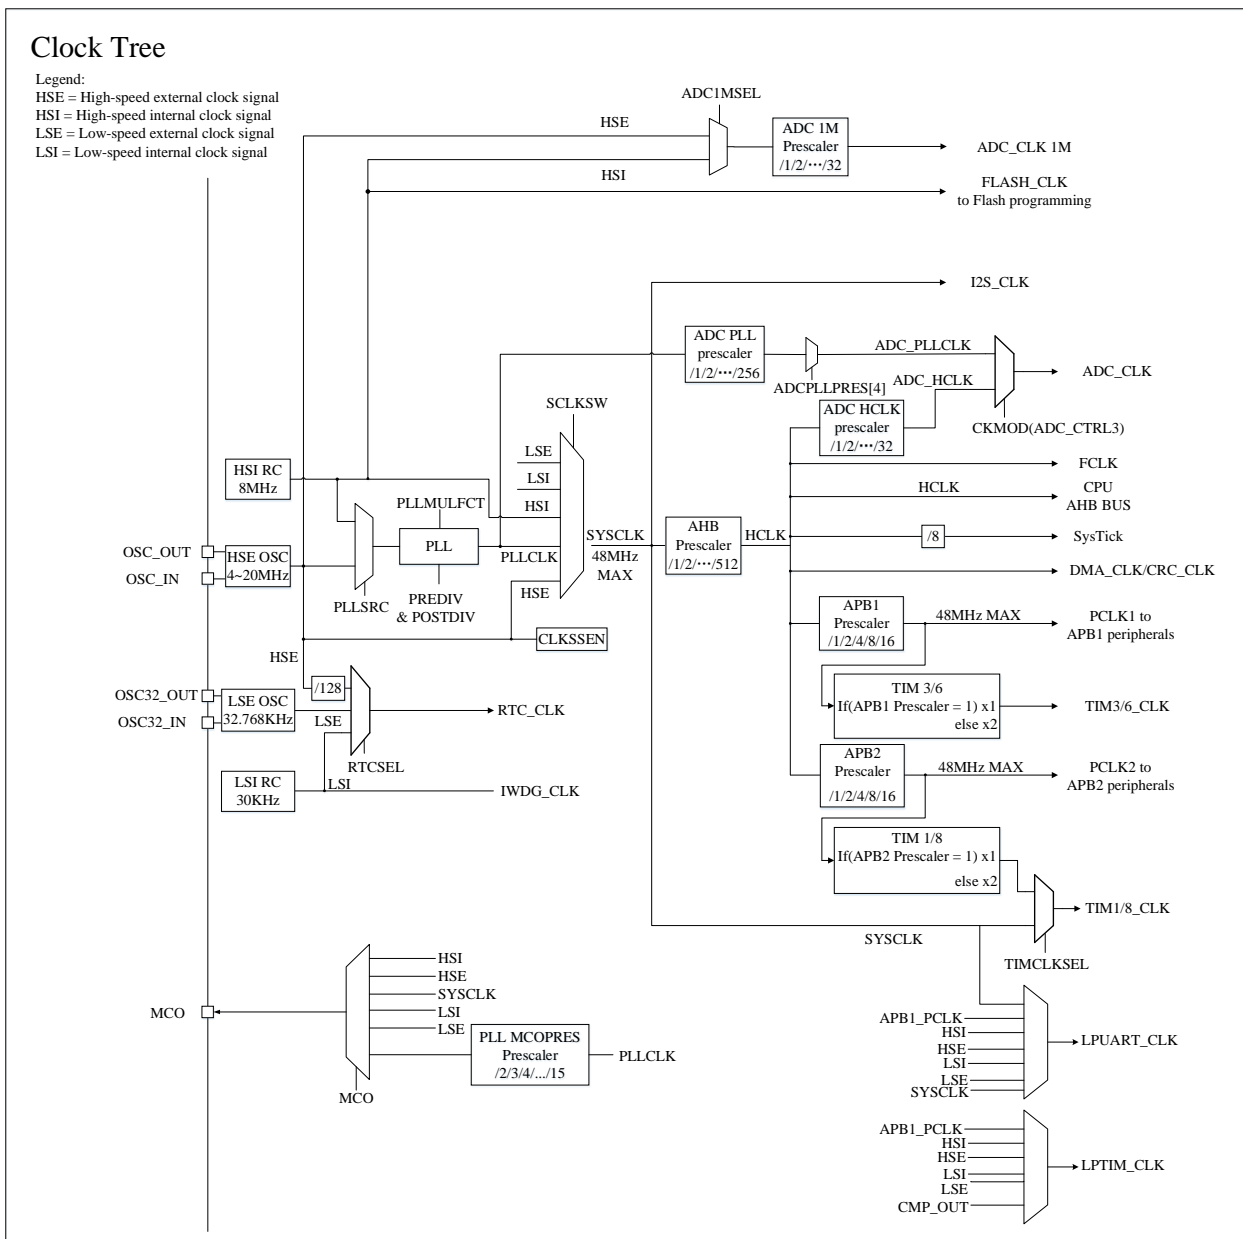 Clock Tree
Legend:
HSE = High-speed external clock signal
HSI = High-speed internal clock signal
LSE = Low-speed external clock signal
LSI = Low-speed internal clock signal
ADC1MSEL
HSE
ADC 1M
Prescaler
/1/2/···/32
ADC_CLK 1M
HSI
FLASH_CLK
to Flash programming
I2S_CLK
ADC PLL
prescaler
/1/2/···/256
ADC_PLLCLK
ADCPLLPRES[4]
ADC_HCLK
ADC_CLK
ADC HCLK
prescaler
/1/2/···/32
CKMOD(ADC_CTRL3)
SCLKSW
LSE
LSI
HSI
HSI RC
8MHz
PLLMULFCT
PLL
PLLCLK
HSE
SYSCLK
48MHz
MAX
AHB
Prescaler
/1/2/···/512
HCLK
FCLK
HCLK
CPU
AHB BUS
/8
SysTick
DMA_CLK/CRC_CLK
OSC_OUT
OSC_IN
HSE OSC
4~20MHz
PLLSRC
PREDIV
& POSTDIV
CLKSSEN
HSE
APB1
Prescaler
/1/2/4/8/16
48MHz MAX
PCLK1 to
APB1 peripherals
TIM 3/6
If(APB1 Prescaler = 1) x1
else x2
TIM3/6_CLK
OSC32_OUT
OSC32_IN
LSE OSC
32.768KHz
/128
LSE
RTC_CLK
RTCSEL
LSI RC
30KHz
LSI
IWDG_CLK
APB2
Prescaler
/1/2/4/8/16
48MHz MAX
PCLK2 to
APB2 peripherals
TIM 1/8
If(APB2 Prescaler = 1) x1
else x2
TIM1/8_CLK
SYSCLK
TIMCLKSEL
MCO
HSI
HSE
SYSCLK
LSI
LSE
PLL MCOPRES
Prescaler
/2/3/4/.../15
PLLCLK
MCO
APB1_PCLK
HSI
HSE
LSI
LSE
SYSCLK
LPUART_CLK
APB1_PCLK
HSI
HSE
LSI
LSE
CMP_OUT
LPTIM_CLK